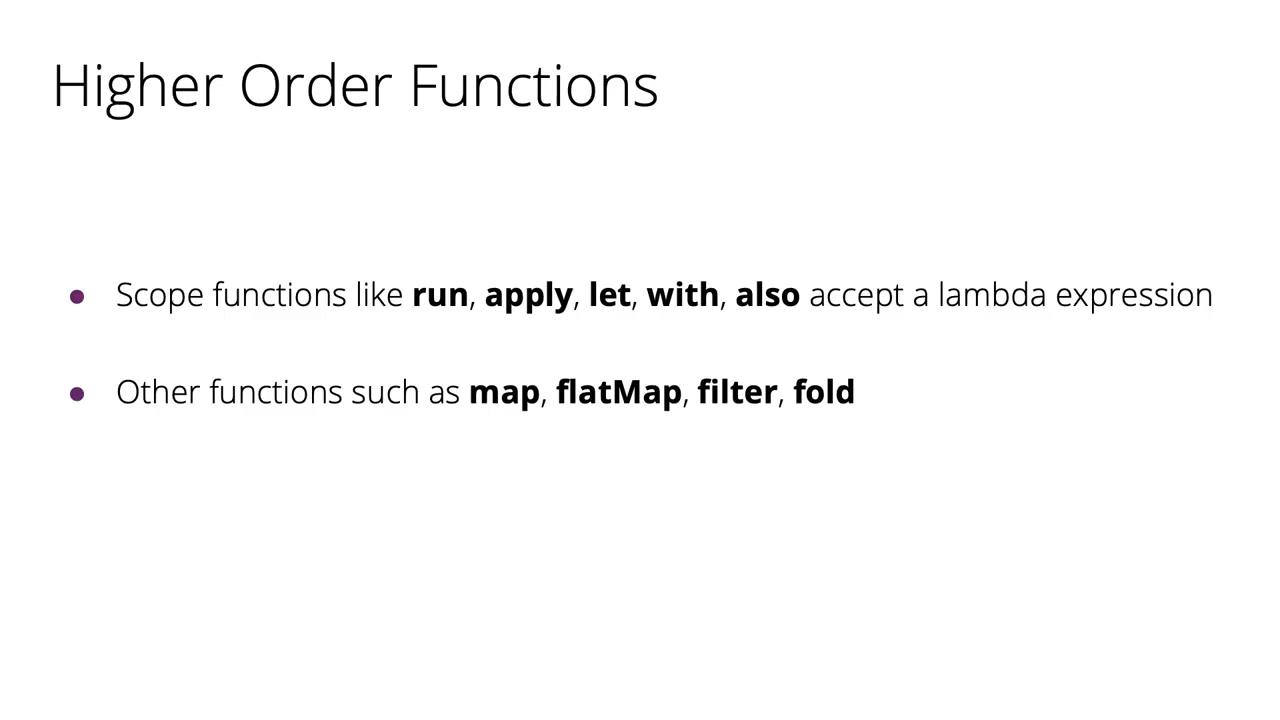 Higher Order Functions
● Scope functions like run, apply, let, with, also accept a lambda expression
● Other functions such as map, flatMap, filter, fold